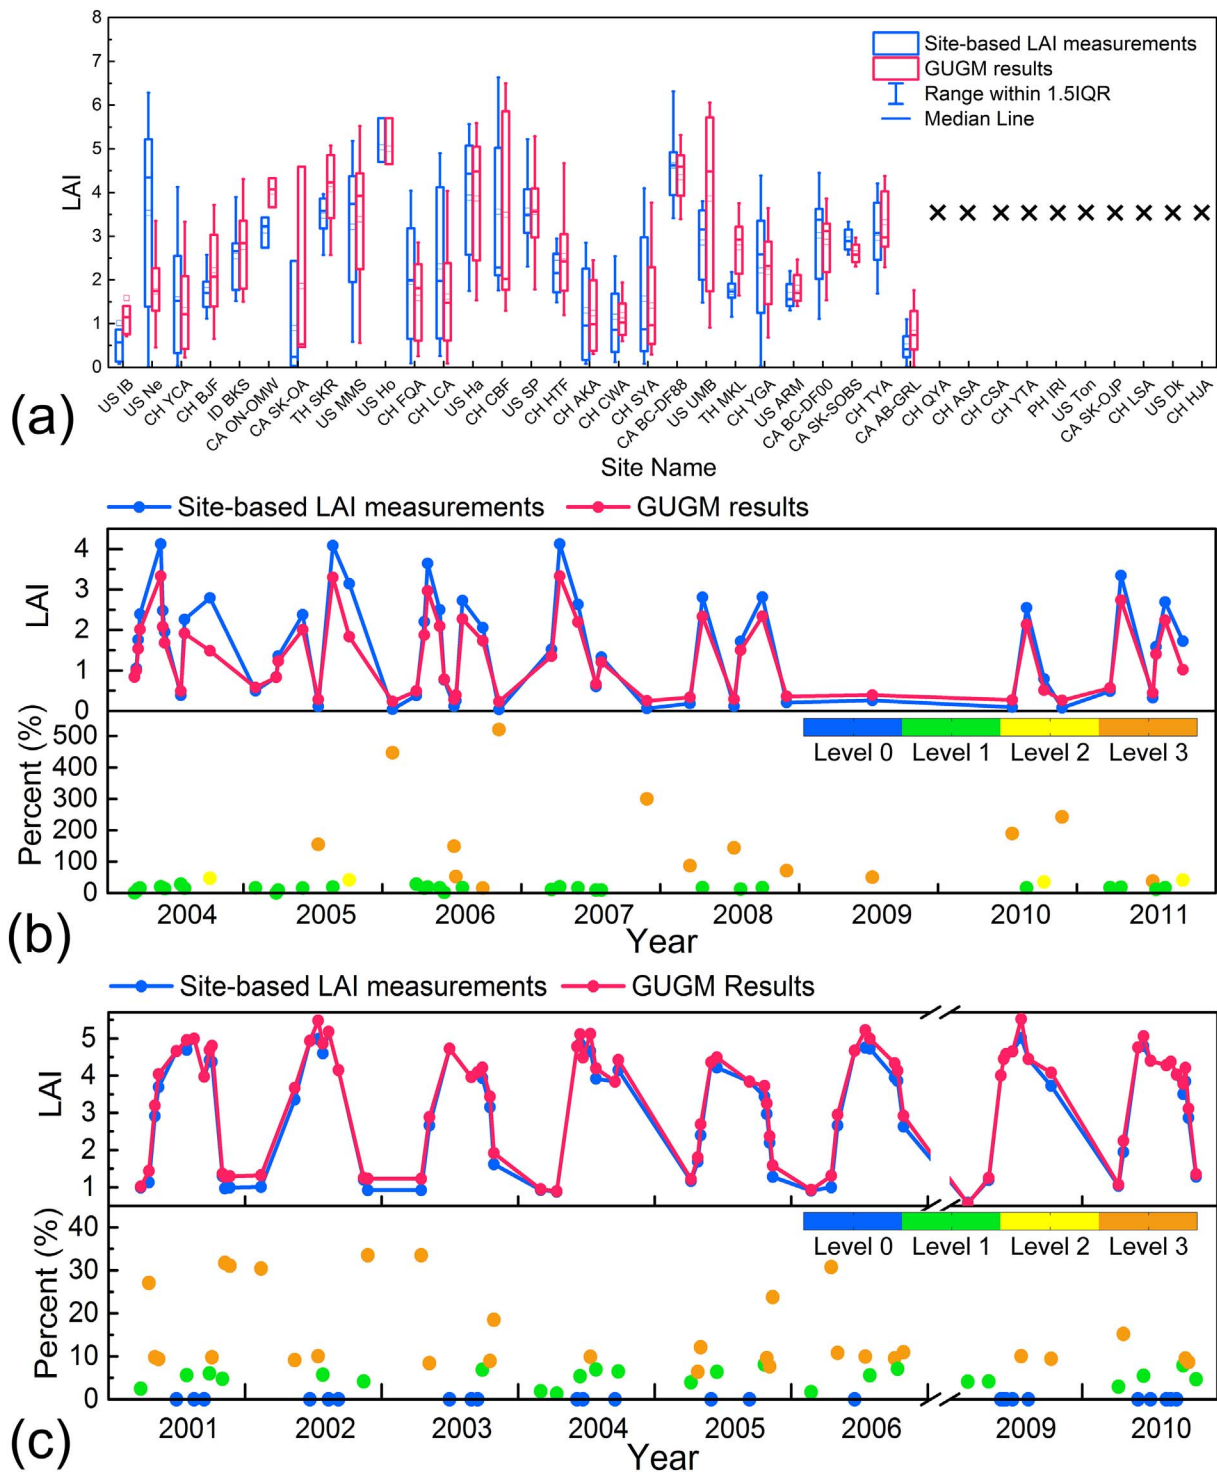 8
7
6
5
4
3
2
1
0
LAI
Site-based LAI measurements
GUGM results
Range within 1.5IQR
Median Line
US IB
US Ne
CH YCA
CH BJF
ID BKS
CA ON-OMW
CA SK-OA
TH SKR
US MMS
US Ho
CH FQA
CH LCA
US Ha
CH CBF
US SP
CH HTF
CH AKA
CH CWA
CH SYA
CA BC-DF88
US UMB
TH MKL
CH YGA
US ARM
CA BC-DF00
CA SK-SOBS
CH TYA
CA AB-GRL
CH QYA
CH ASA
CH CSA
CH YTA
PH IRI
US Ton
CA SK-OJP
CH LSA
US Dk
CH HJA
Site Name
(a)
Site-based LAI measurements
GUGM results
4
3
2
1
0
LAI
500
400
300
200
100
0
Percent (%)
Level 0 Level 1 Level 2 Level 3
2004 2005 2006 2007 2008 2009 2010 2011
Year
(b)
Site-based LAI measurements
GUGM Results
5
4
3
2
1
LAI
40
30
20
10
0
Percent (%)
Level 0 Level 1 Level 2 Level 3
2001 2002 2003 2004 2005 2006 2009 2010
Year
(c)